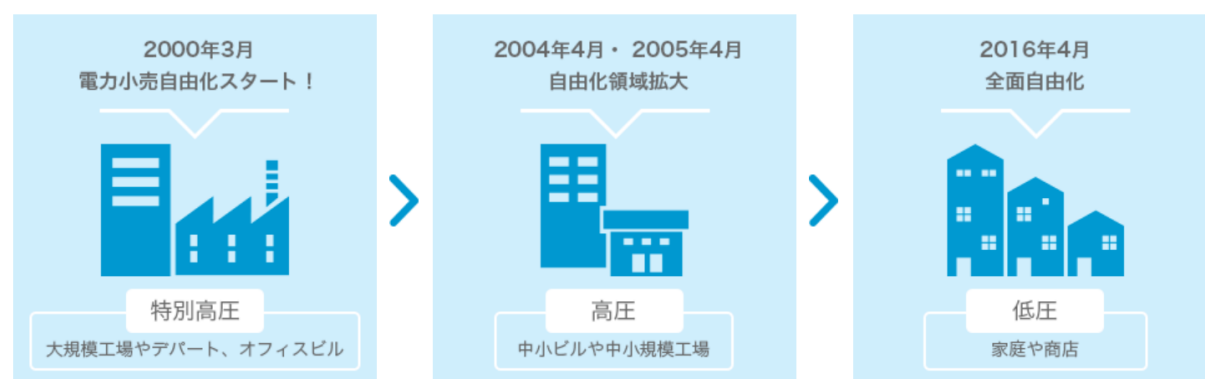 2000年3月
電力小売自由化スタート！
特別高圧
大規模工場やデパート、オフィスビル
2004年4月・ 2005年4月
自由化領域拡大
高圧
中小ビルや中小規模工場
2016年4月
全面自由化
低圧
家庭や商店